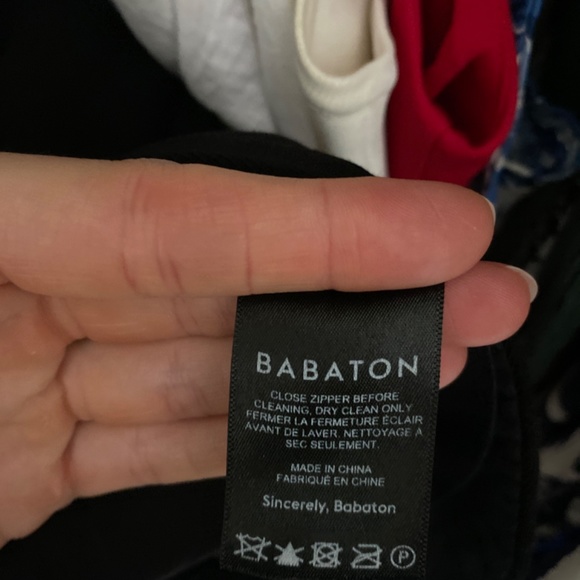 BABATON
CLOSE ZIPPER BEFORE
CLEANING, DRY CLEAN ONLY
FERMER LA FERMETURE ÉCLAIR
AVANT DE LAVER. NETTOYAGE A
SEC SEULEMENT.
MADE IN CHINA
FABRIQUÉ EN CHINE
Sincerely, Babaton
P